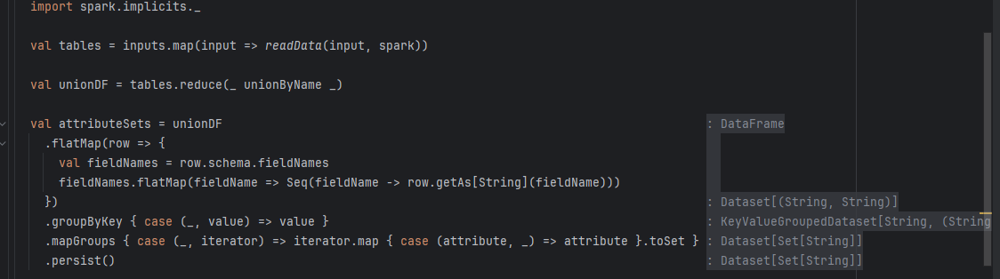 import spark.implicits._
val tables = inputs.map(input => readData(input, spark))
val unionDF = tables.reduce(_ unionByName _)
val attributeSets = unionDF : DataFrame
.flatMap(row => {
val fieldNames = row.schema.fieldNames
fieldNames.flatMap(fieldName => Seq(fieldName -> row.getAs[String](fieldName)))
}) : Dataset[(String, String)]
.groupByKey { case (_, value) => value } : KeyValueGroupedDataset[String, (String
.mapGroups { case (_, iterator) => iterator.map { case (attribute, _) => attribute }.toSet } : Dataset[Set[String]]
.persist() : Dataset[Set[String]]